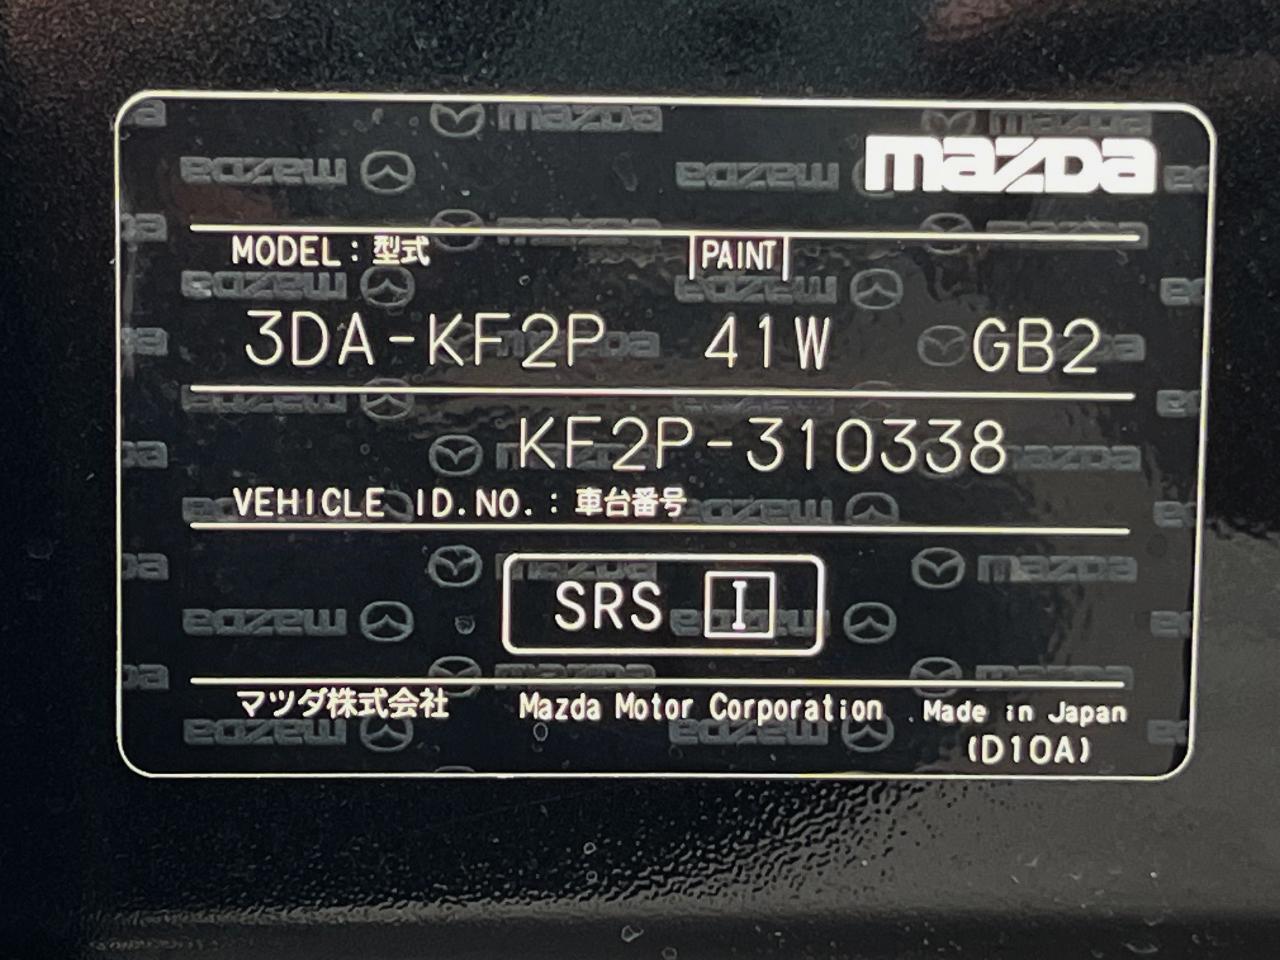 mazda
MODEL : 型式 PAINT
3DA-KF2P 41W GB2
KF2P-310338
VEHICLE ID.NO. : 車台番号
SRS I
マツダ株式会社 Mazda Motor Corporation Made in Japan
(D10A)